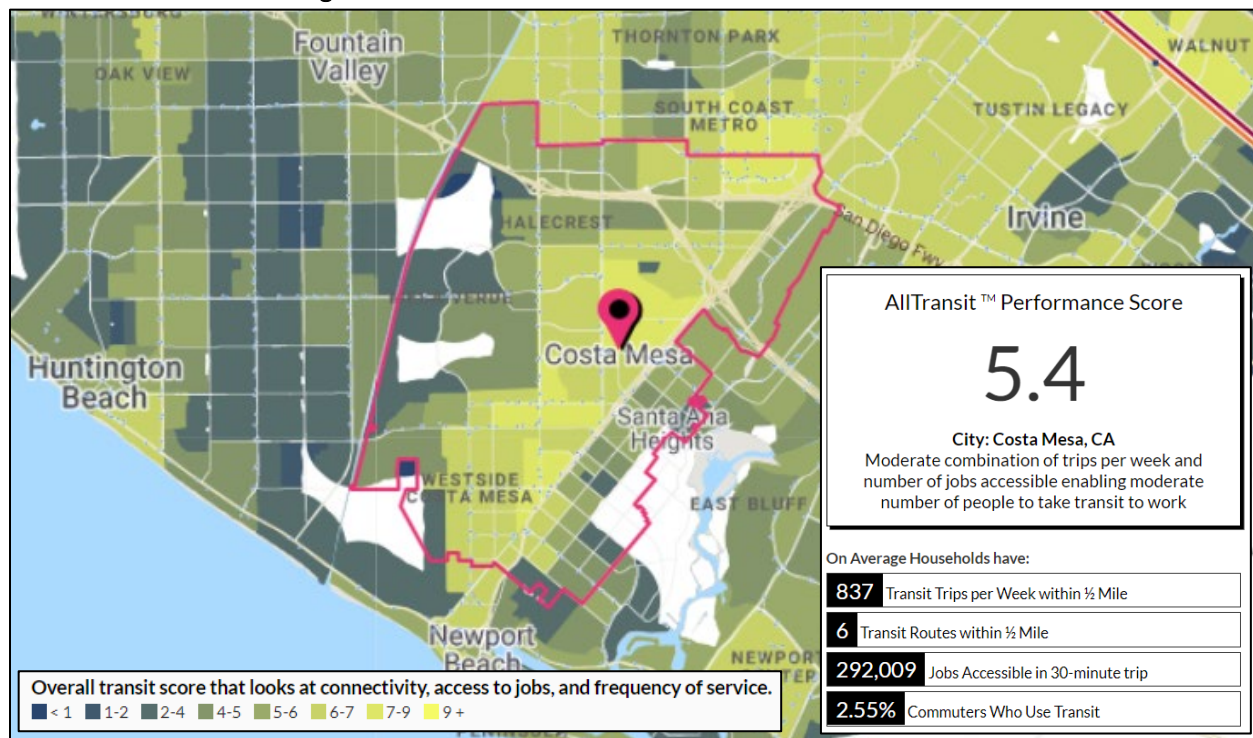 Fountain
Valley
THORNTON PARK
WALNUT
OAK VIEW
SOUTH COAST
METRO
TUSTIN LEGACY
HALECREST
San Diego Fwy
Irvine
Costa Mesa
Huntington
Beach
Santa Ana
Heights
WESTSIDE
COSTA MESA
EAST BLUFF
Newport
Beach
AllTransit ™ Performance Score
5.4
City: Costa Mesa, CA
Moderate combination of trips per week and
number of jobs accessible enabling moderate
number of people to take transit to work
On Average Households have:
837 Transit Trips per Week within ½ Mile
6 Transit Routes within ½ Mile
292,009 Jobs Accessible in 30-minute trip
2.55% Commuters Who Use Transit
Overall transit score that looks at connectivity, access to jobs, and frequency of service.
< 1 1-2 2-4 4-5 5-6 6-7 7-9 9 +